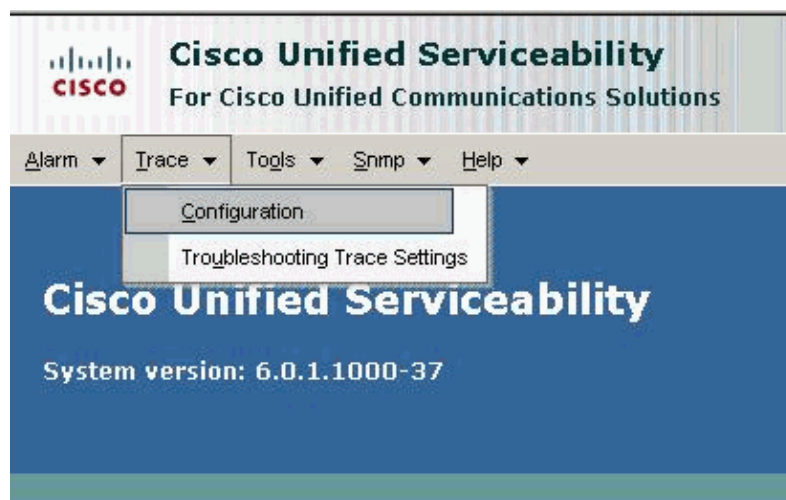 Cisco Unified Serviceability
CISCO
For Cisco Unified Communications Solutions
Alarm Trace Tools Snmp Help
Configuration
Troubleshooting Trace Settings
Cisco Unified Serviceability
System version: 6.0.1.1000-37